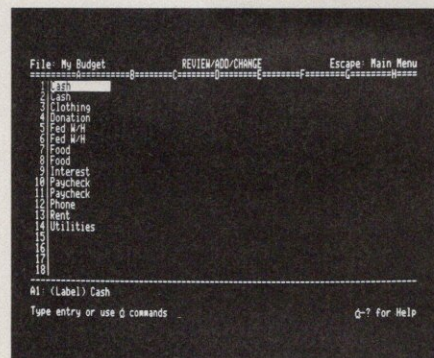 File: My Budget REVIEW/ADD/CHANGE Escape: Main Menu
========A========B=======C=======D=======E=======F=======G=======H====
1 Cash
2 Cash
3 Clothing
4 Donation
5 Fed W/H
6 Fed W/H
7 Food
8 Food
9 Interest
10 Paycheck
11 Paycheck
12 Phone
13 Rent
14 Utilities
15
16
17
18
A1: (Label) Cash
Type entry or use commands _ -? for Help